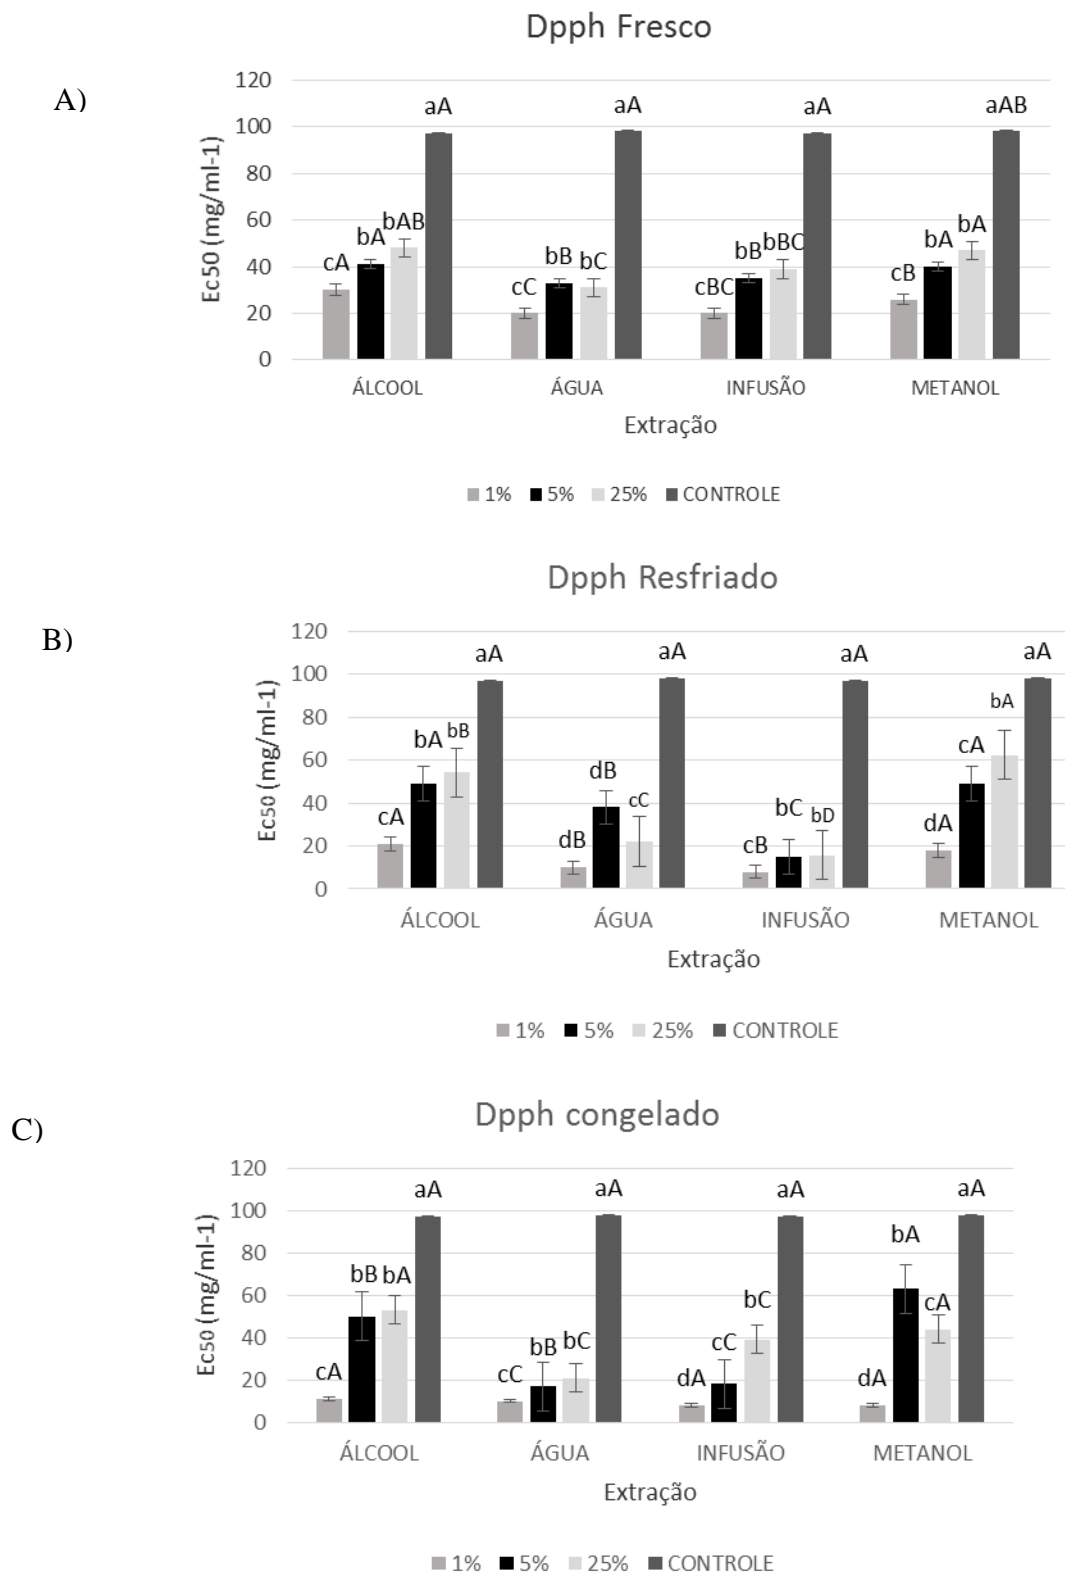 Dpph Fresco
A)
Ec50 (mg/ml-1)
120
100
80
60
40
20
0
cA bA bAB aA
cC bB bC aA
cBC bB bBC aA
cB bA bA aAB
ÁLCOOL ÁGUA INFUSÃO METANOL
Extração
1% 5% 25% CONTROLE
Dpph Resfriado
B)
Ec50 (mg/ml-1)
120
100
80
60
40
20
0
cA bA bB aA
dB dB cC aA
cB bC bD aA
dA cA bA aA
ÁLCOOL ÁGUA INFUSÃO METANOL
Extração
1% 5% 25% CONTROLE
Dpph congelado
C)
Ec50 (mg/ml-1)
120
100
80
60
40
20
0
cA bB bA aA
cC bB bC aA
dA cC bC aA
dA bA cA aA
ÁLCOOL ÁGUA INFUSÃO METANOL
Extração
1% 5% 25% CONTROLE